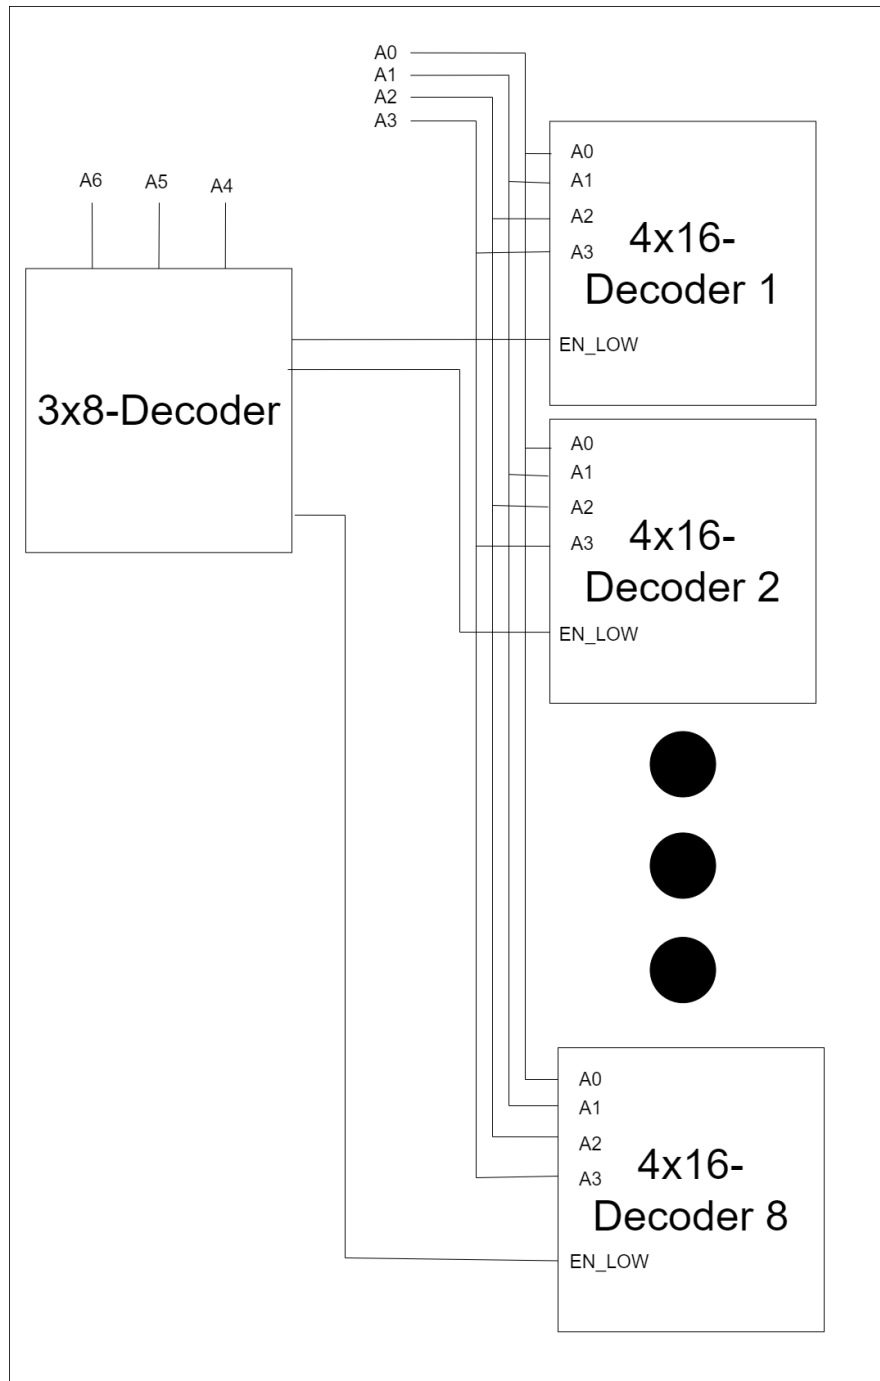 A0
A1
A2
A3
A6 A5 A4
3x8-Decoder
A0
A1
A2
A3
4x16-
Decoder 1
EN_LOW
A0
A1
A2
A3
4x16-
Decoder 2
EN_LOW
A0
A1
A2
A3
4x16-
Decoder 8
EN_LOW